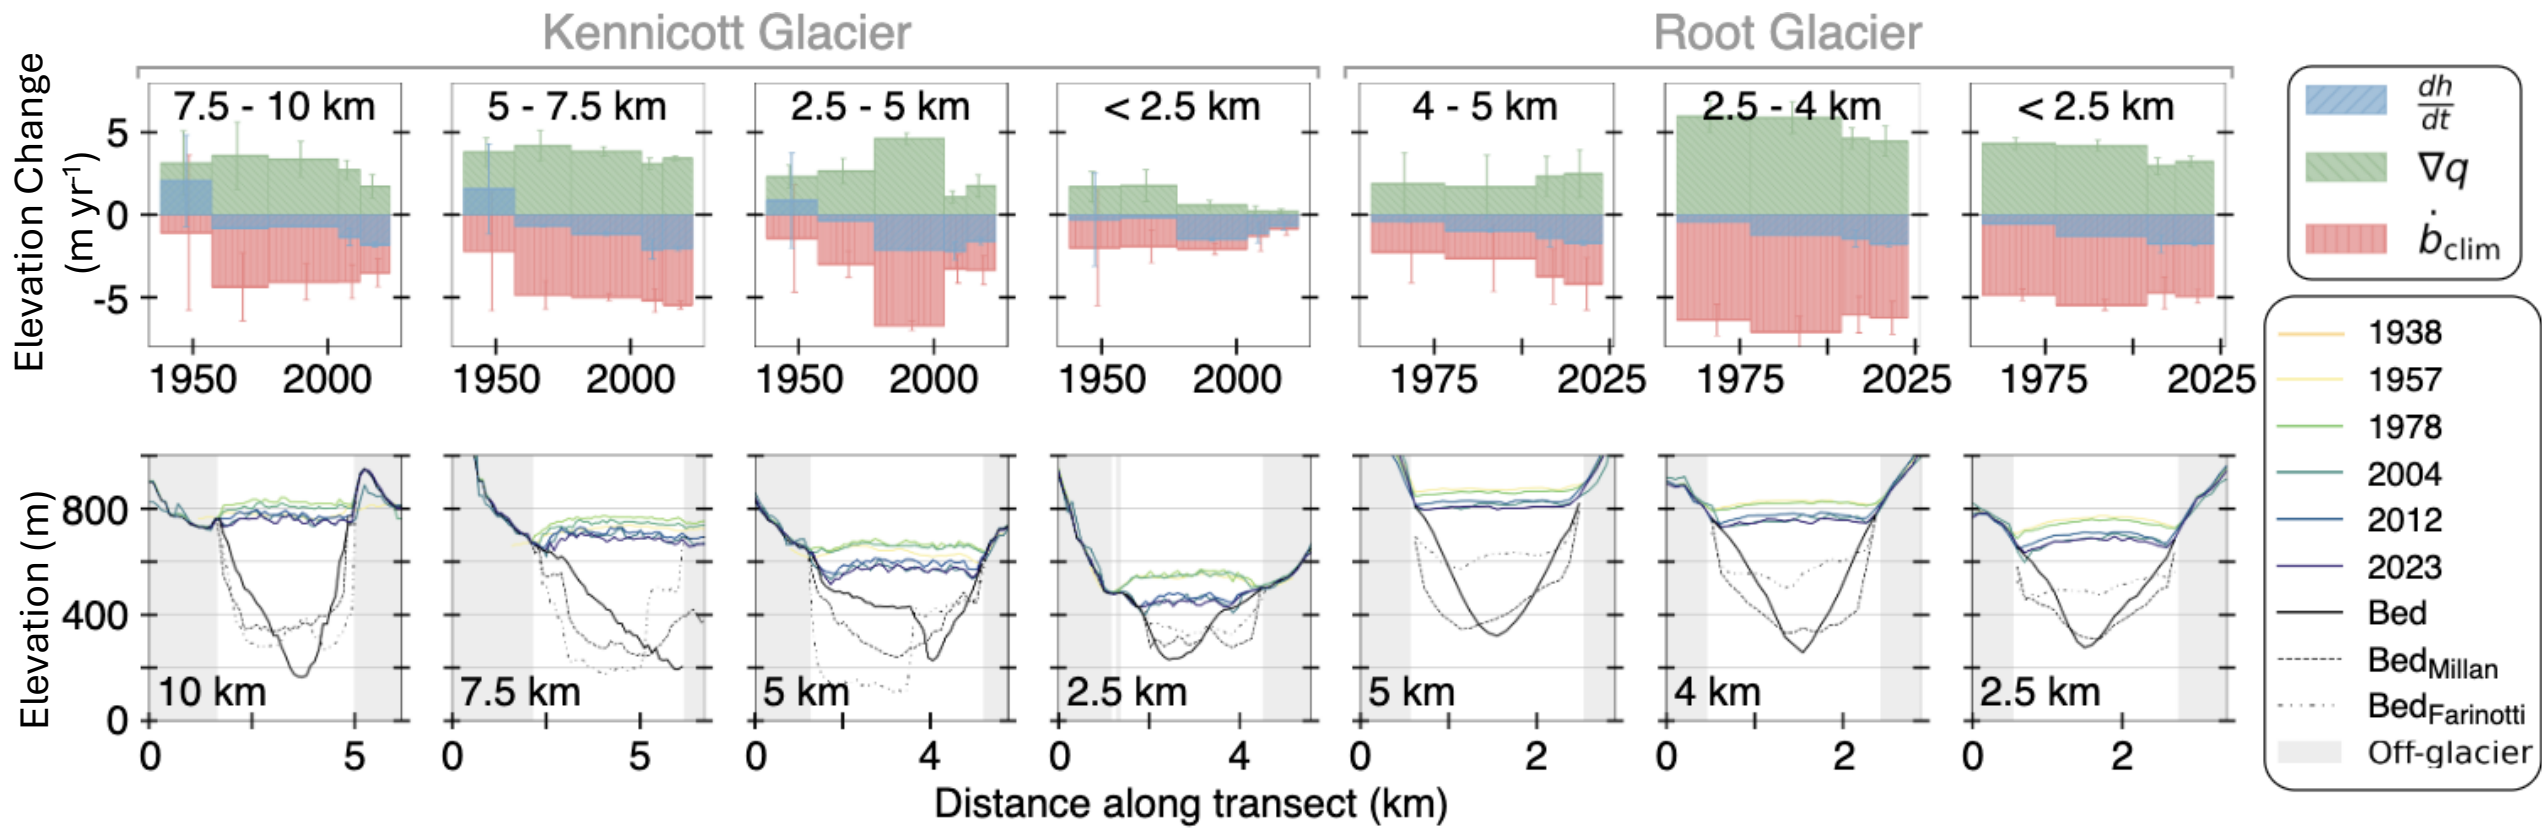 Kennicott Glacier
Root Glacier
Elevation Change
(m yr⁻¹)
5
0
-5
7.5 - 10 km
5 - 7.5 km
2.5 - 5 km
< 2.5 km
4 - 5 km
2.5 - 4 km
< 2.5 km
1950 2000
1950 2000
1950 2000
1950 2000
1975 2025
1975 2025
1975 2025
dh
dt
∇q
ḃclim
Elevation (m)
800
400
0
10 km
7.5 km
5 km
2.5 km
5 km
4 km
2.5 km
0 5
0 5
0 4
0 4
0 2
0 2
0 2
Distance along transect (km)
1938
1957
1978
2004
2012
2023
Bed
BedMillan
BedFarinotti
Off-glacier